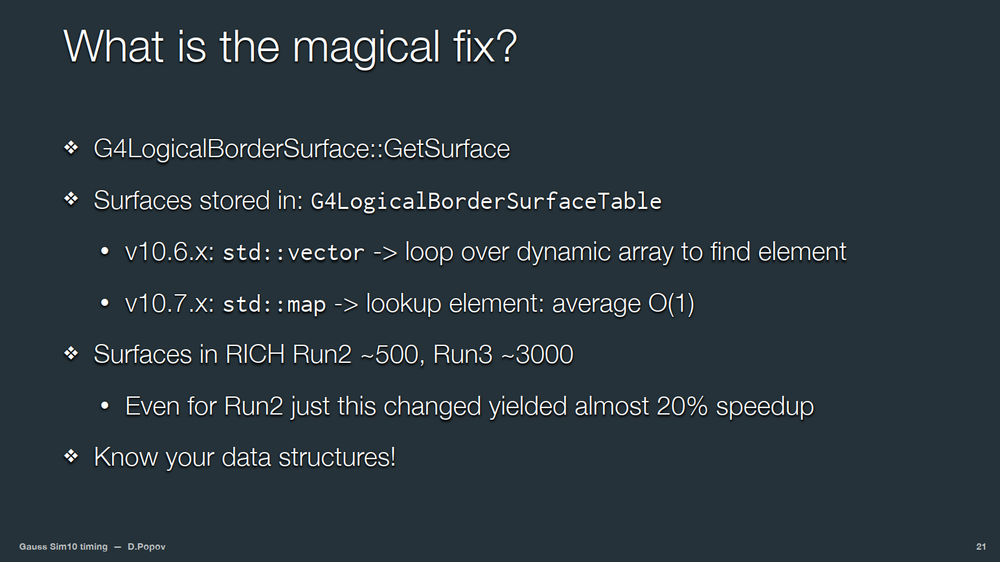 What is the magical fix?
❖ G4LogicalBorderSurface::GetSurface
❖ Surfaces stored in: G4LogicalBorderSurfaceTable
• v10.6.x: std::vector -> loop over dynamic array to find element
• v10.7.x: std::map -> lookup element: average O(1)
❖ Surfaces in RICH Run2 ~500, Run3 ~3000
• Even for Run2 just this changed yielded almost 20% speedup
❖ Know your data structures!
Gauss Sim10 timing — D.Popov
21